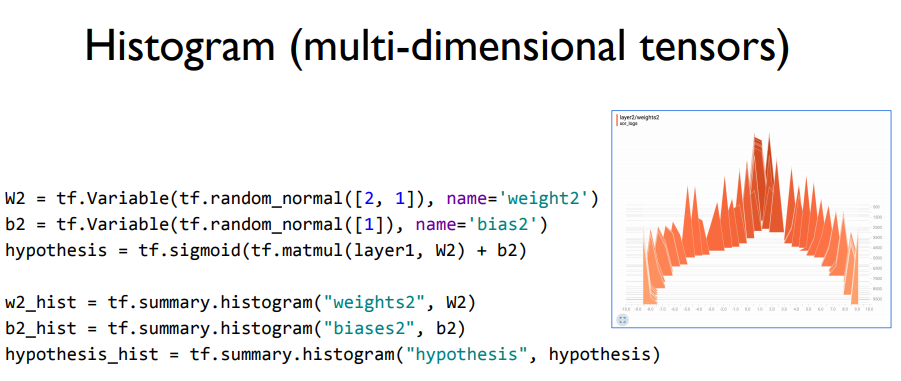 Histogram (multi-dimensional tensors)
layer2/weights2
xor_logs
W2 = tf.Variable(tf.random_normal([2, 1]), name='weight2')
b2 = tf.Variable(tf.random_normal([1]), name='bias2')
hypothesis = tf.sigmoid(tf.matmul(layer1, W2) + b2)
w2_hist = tf.summary.histogram("weights2", W2)
b2_hist = tf.summary.histogram("biases2", b2)
hypothesis_hist = tf.summary.histogram("hypothesis", hypothesis)